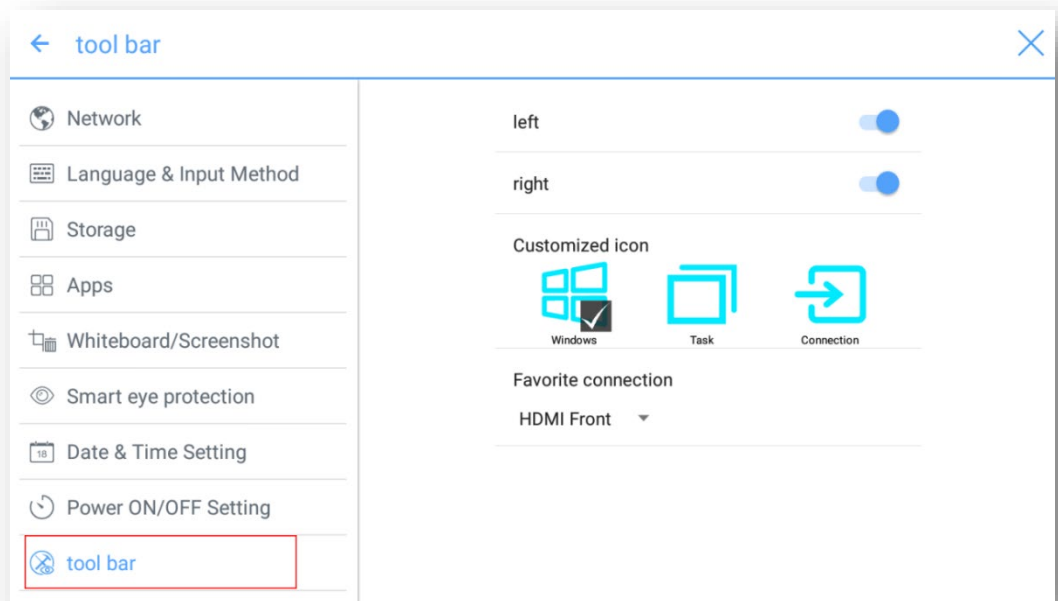 tool bar
Network
Language & Input Method
Storage
Apps
Whiteboard/Screenshot
Smart eye protection
18
Date & Time Setting
Power ON/OFF Setting
tool bar
left
right
Customized icon
Windows
Task
Connection
Favorite connection
HDMI Front